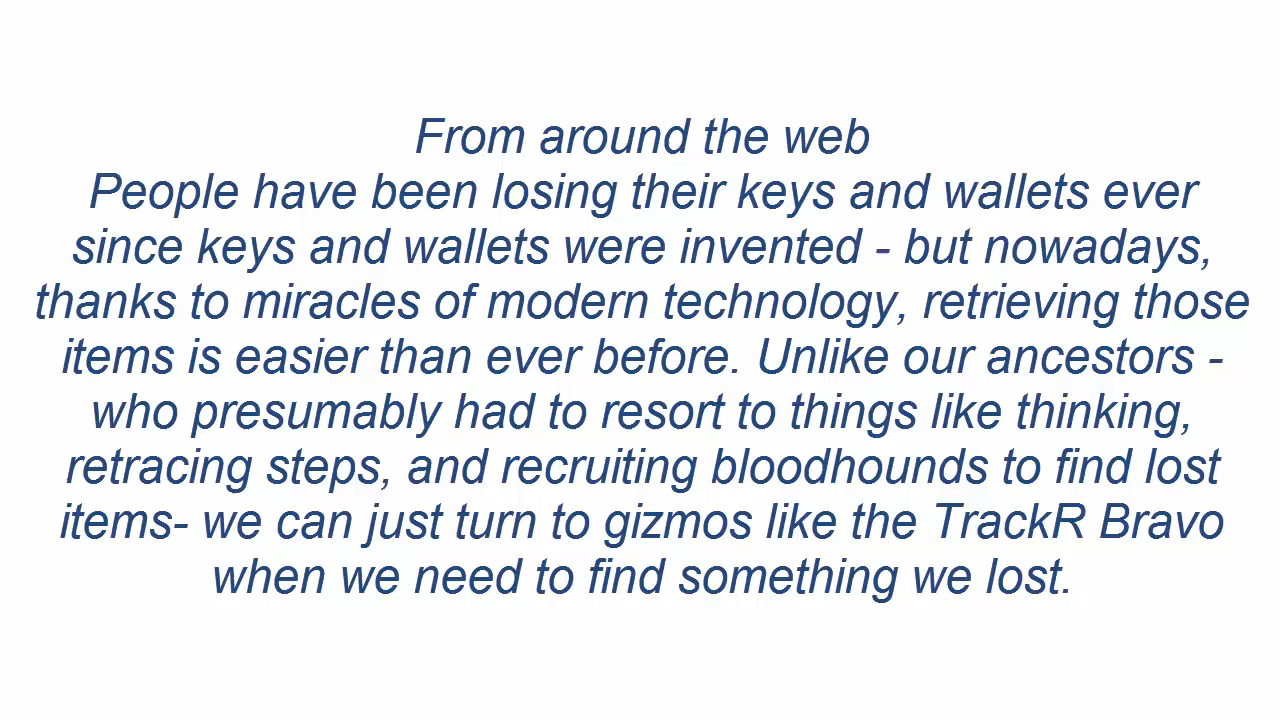 From around the web
People have been losing their keys and wallets ever
since keys and wallets were invented - but nowadays,
thanks to miracles of modern technology, retrieving those
items is easier than ever before. Unlike our ancestors -
who presumably had to resort to things like thinking,
retracing steps, and recruiting bloodhounds to find lost
items- we can just turn to gizmos like the TrackR Bravo
when we need to find something we lost.